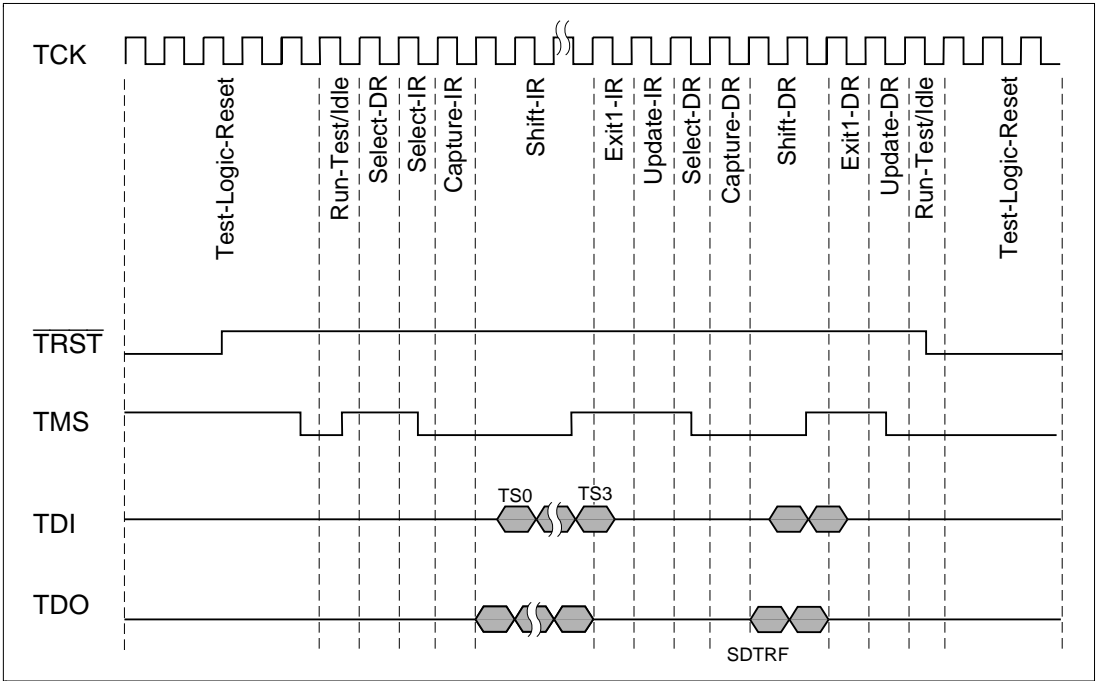 TCK
Test-Logic-Reset
Run-Test/Idle
Select-DR
Select-IR
Capture-IR
Shift-IR
Exit1-IR
Update-IR
Select-DR
Capture-DR
Shift-DR
Exit1-DR
Update-DR
Run-Test/Idle
Test-Logic-Reset
TRST
TMS
TDI
TS0
TS3
TDO
SDTRF